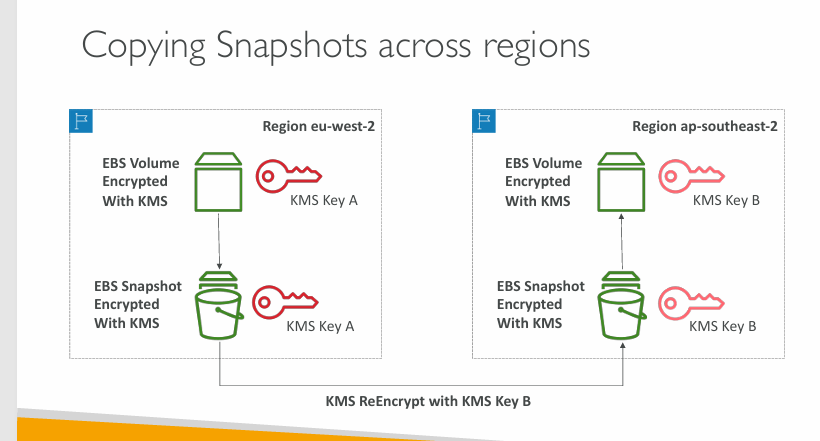 Copying Snapshots across regions
Region eu-west-2
EBS Volume
Encrypted
With KMS
KMS Key A
EBS Snapshot
Encrypted
With KMS
KMS Key A
Region ap-southeast-2
EBS Volume
Encrypted
With KMS
KMS Key B
EBS Snapshot
Encrypted
With KMS
KMS Key B
KMS ReEncrypt with KMS Key B